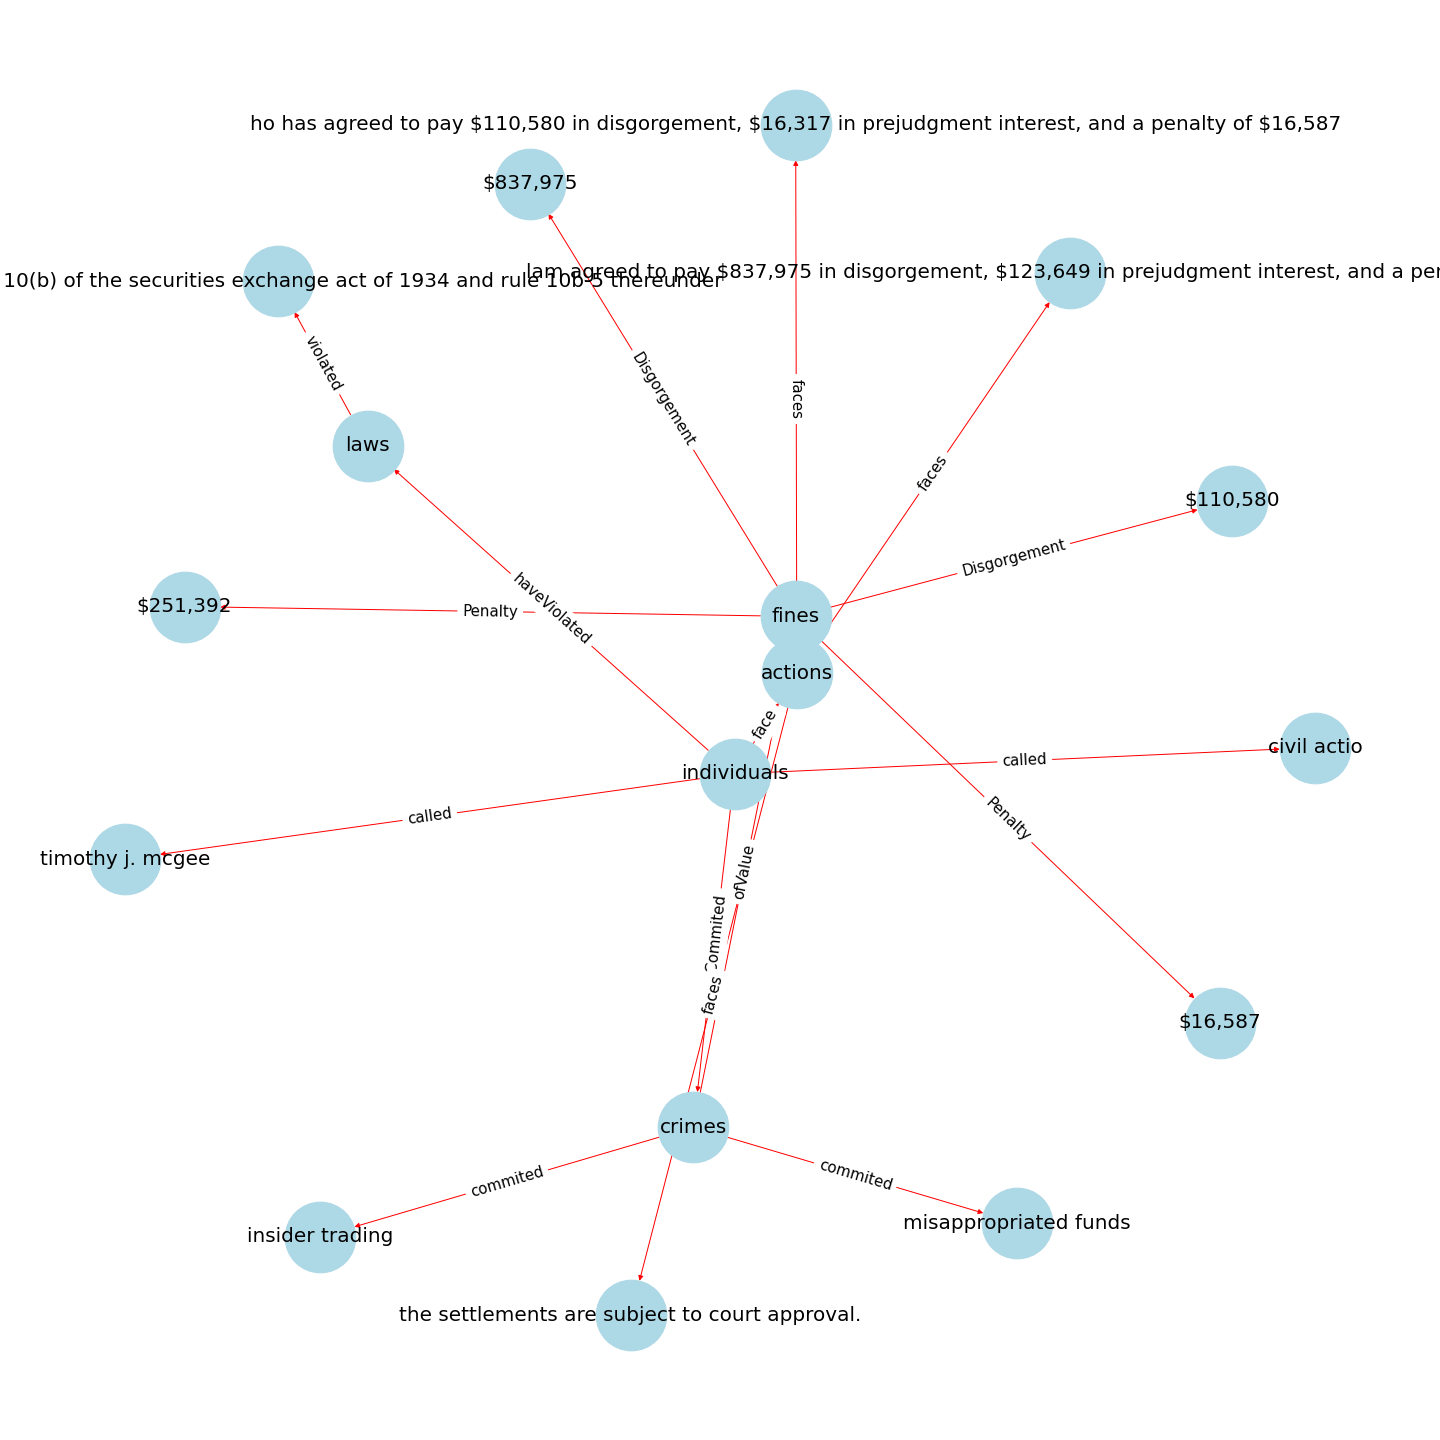 ho has agreed to pay $110,580 in disgorgement, $16,317 in prejudgment interest, and a penalty of $16,587
$837,975
lam agreed to pay $837,975 in disgorgement, $123,649 in prejudgment interest, and a
10(b) of the securities exchange act of 1934 and rule 10b-5 thereunder
violated
Disgorgement
faces
laws
faces
$110,580
Disgorgement
haveViolated
$251,392
Penalty
fines
actions
face
civil actio
called
individuals
called
Penalty
timothy j. mcgee
ofValue
commited
faces
$16,587
crimes
commited
commited
misappropriated funds
insider trading
the settlements are subject to court approval.